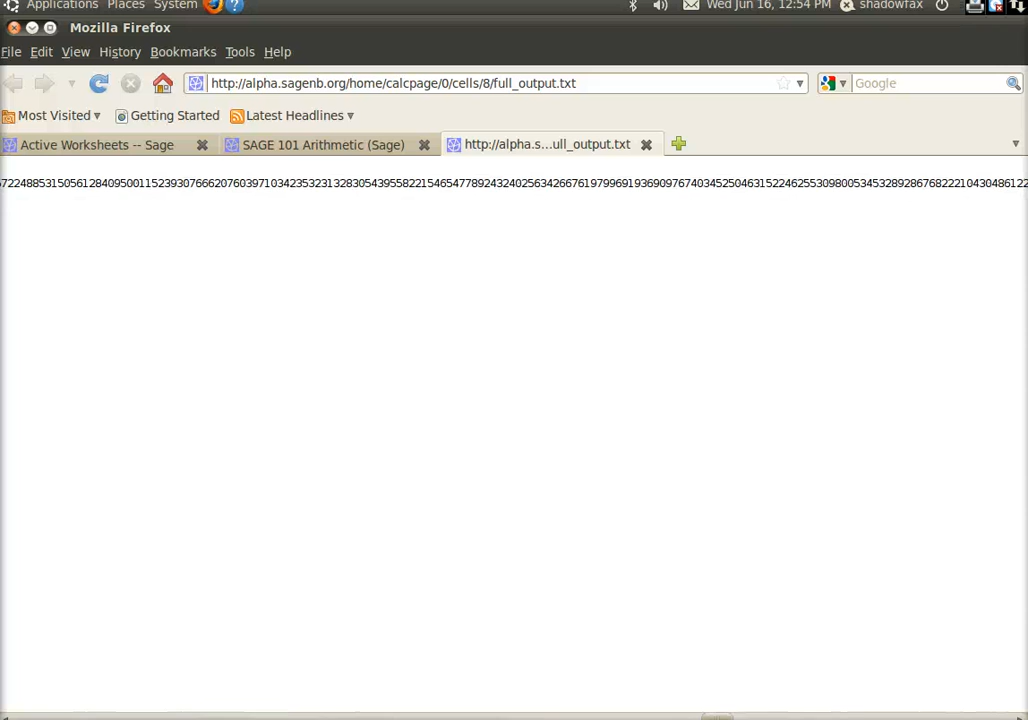 Applications Places System Wed Jun 16, 12:54 PM shadowfax
Mozilla Firefox
File Edit View History Bookmarks Tools Help
http://alpha.sagenb.org/home/calcpage/0/cells/8/full_output.txt Google
Most Visited Getting Started Latest Headlines
Active Worksheets -- Sage SAGE 101 Arithmetic (Sage) http://alpha.s...ull_output.txt